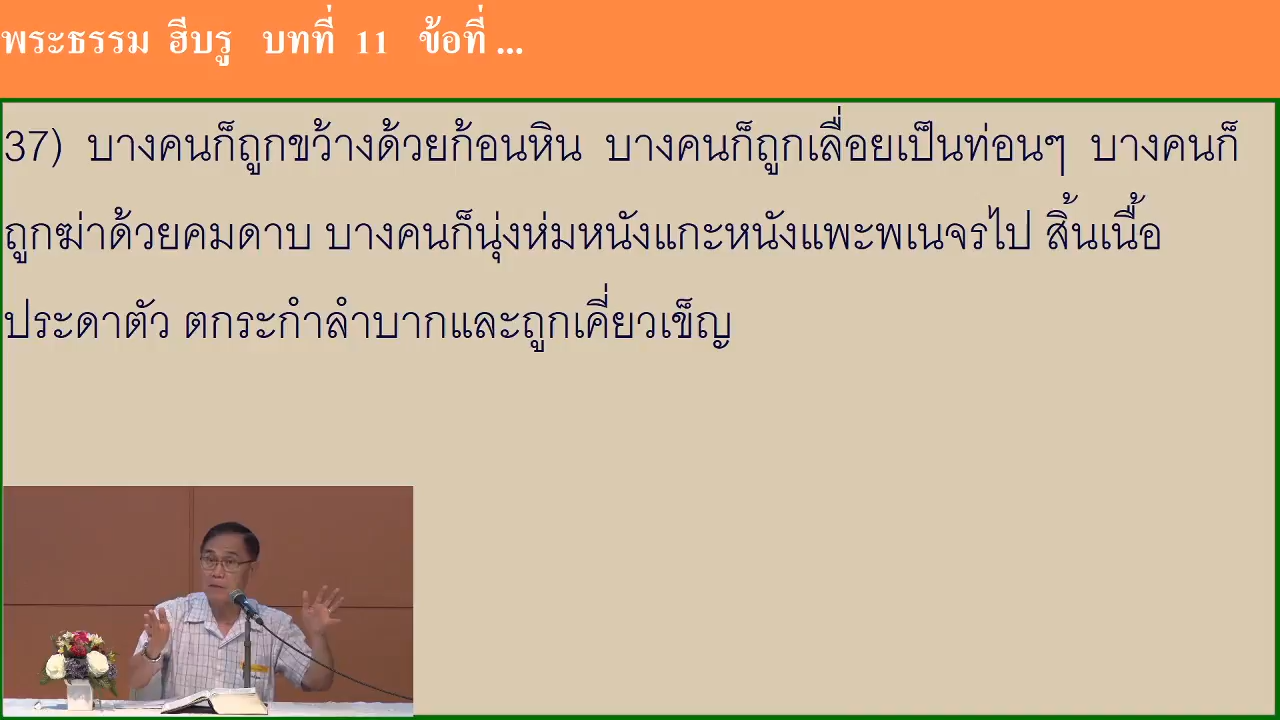 พระธรรม ฮีบรู บทที่ 11 ข้อที่ ...
37) บางคนก็ถูกขว้างด้วยก้อนหิน บางคนก็ถูกเลื่อยเป็นท่อนๆ บางคนก็
ถูกฆ่าด้วยคมดาบ บางคนก็นุ่งห่มหนังแกะหนังแพะพเนจรไป สิ้นเนื้อ
ประดาตัว ตกระกำลำบากและถูกเคี่ยวเข็ญ